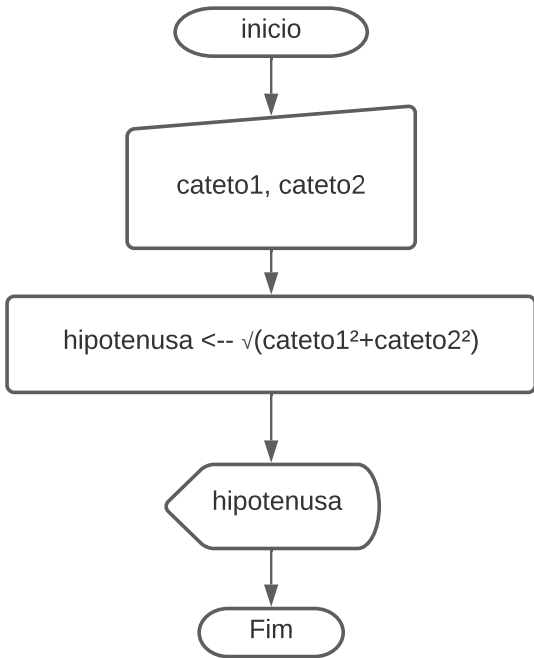 inicio
cateto1, cateto2
hipotenusa <-- √(cateto1²+cateto2²)
hipotenusa
Fim